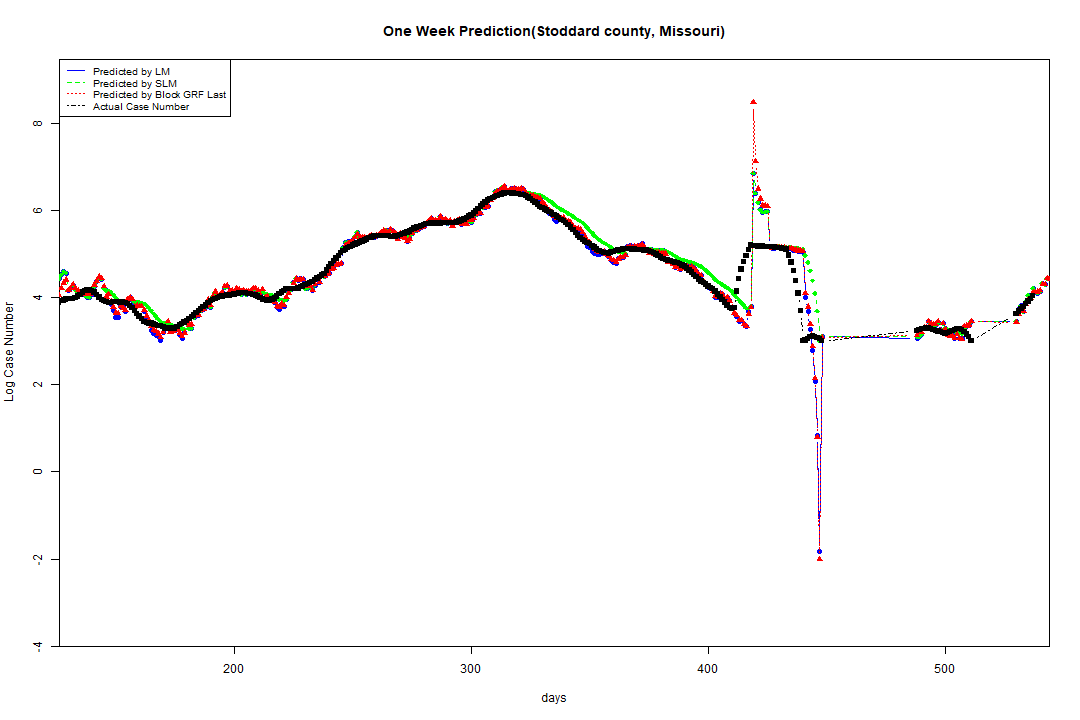 One Week Prediction(Stoddard county, Missouri)
Predicted by LM
Predicted by SLM
Predicted by Block GRF Last
Actual Case Number
8
6
4
2
0
-2
-4
Log Case Number
200
300
400
500
days